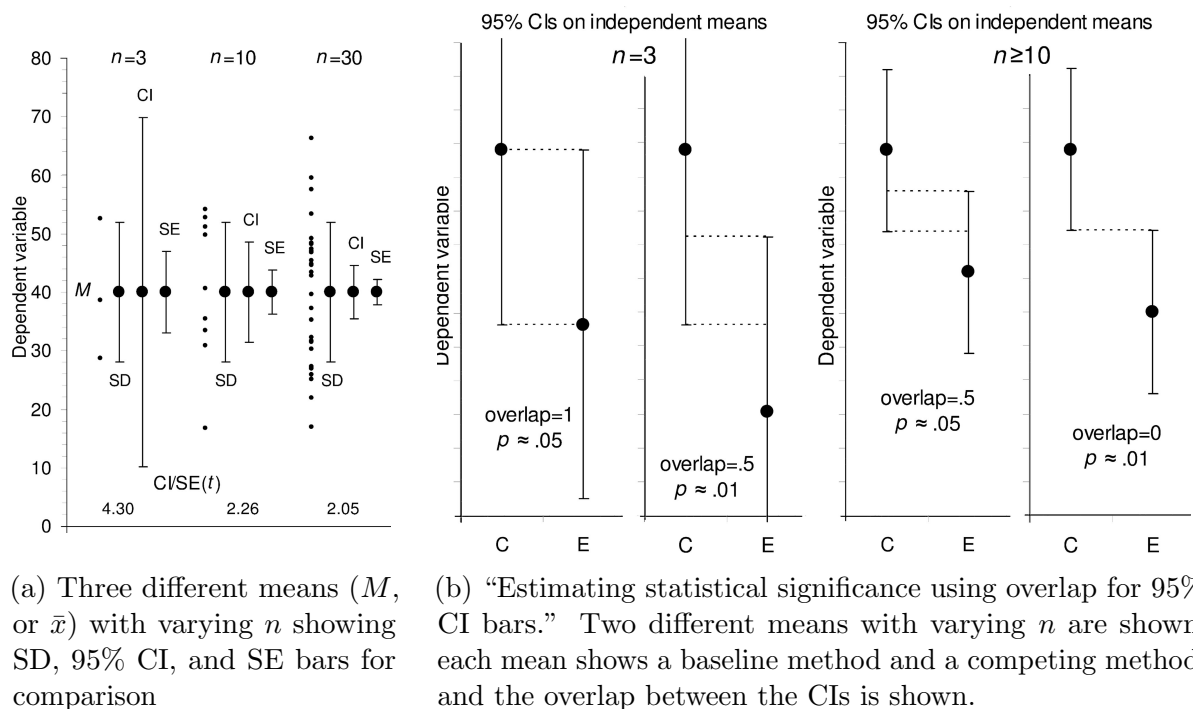 n=3 n=10 n=30
80
70
60
50
40
30
20
10
0
Dependent variable
CI
SE
M
SD
CI
SE
SD
CI
SE
SD
CI/SE(t)
4.30 2.26 2.05
95% CIs on independent means
n=3
Dependent variable
overlap=1
p ≈ .05
C E
overlap=.5
p ≈ .01
C E
95% CIs on independent means
n≥10
Dependent variable
overlap=.5
p ≈ .05
C E
overlap=0
p ≈ .01
C E
(a) Three different means (M,
or x̄) with varying n showing
SD, 95% CI, and SE bars for
comparison
(b) “Estimating statistical significance using overlap for 95%
CI bars.” Two different means with varying n are shown
each mean shows a baseline method and a competing method
and the overlap between the CIs is shown.